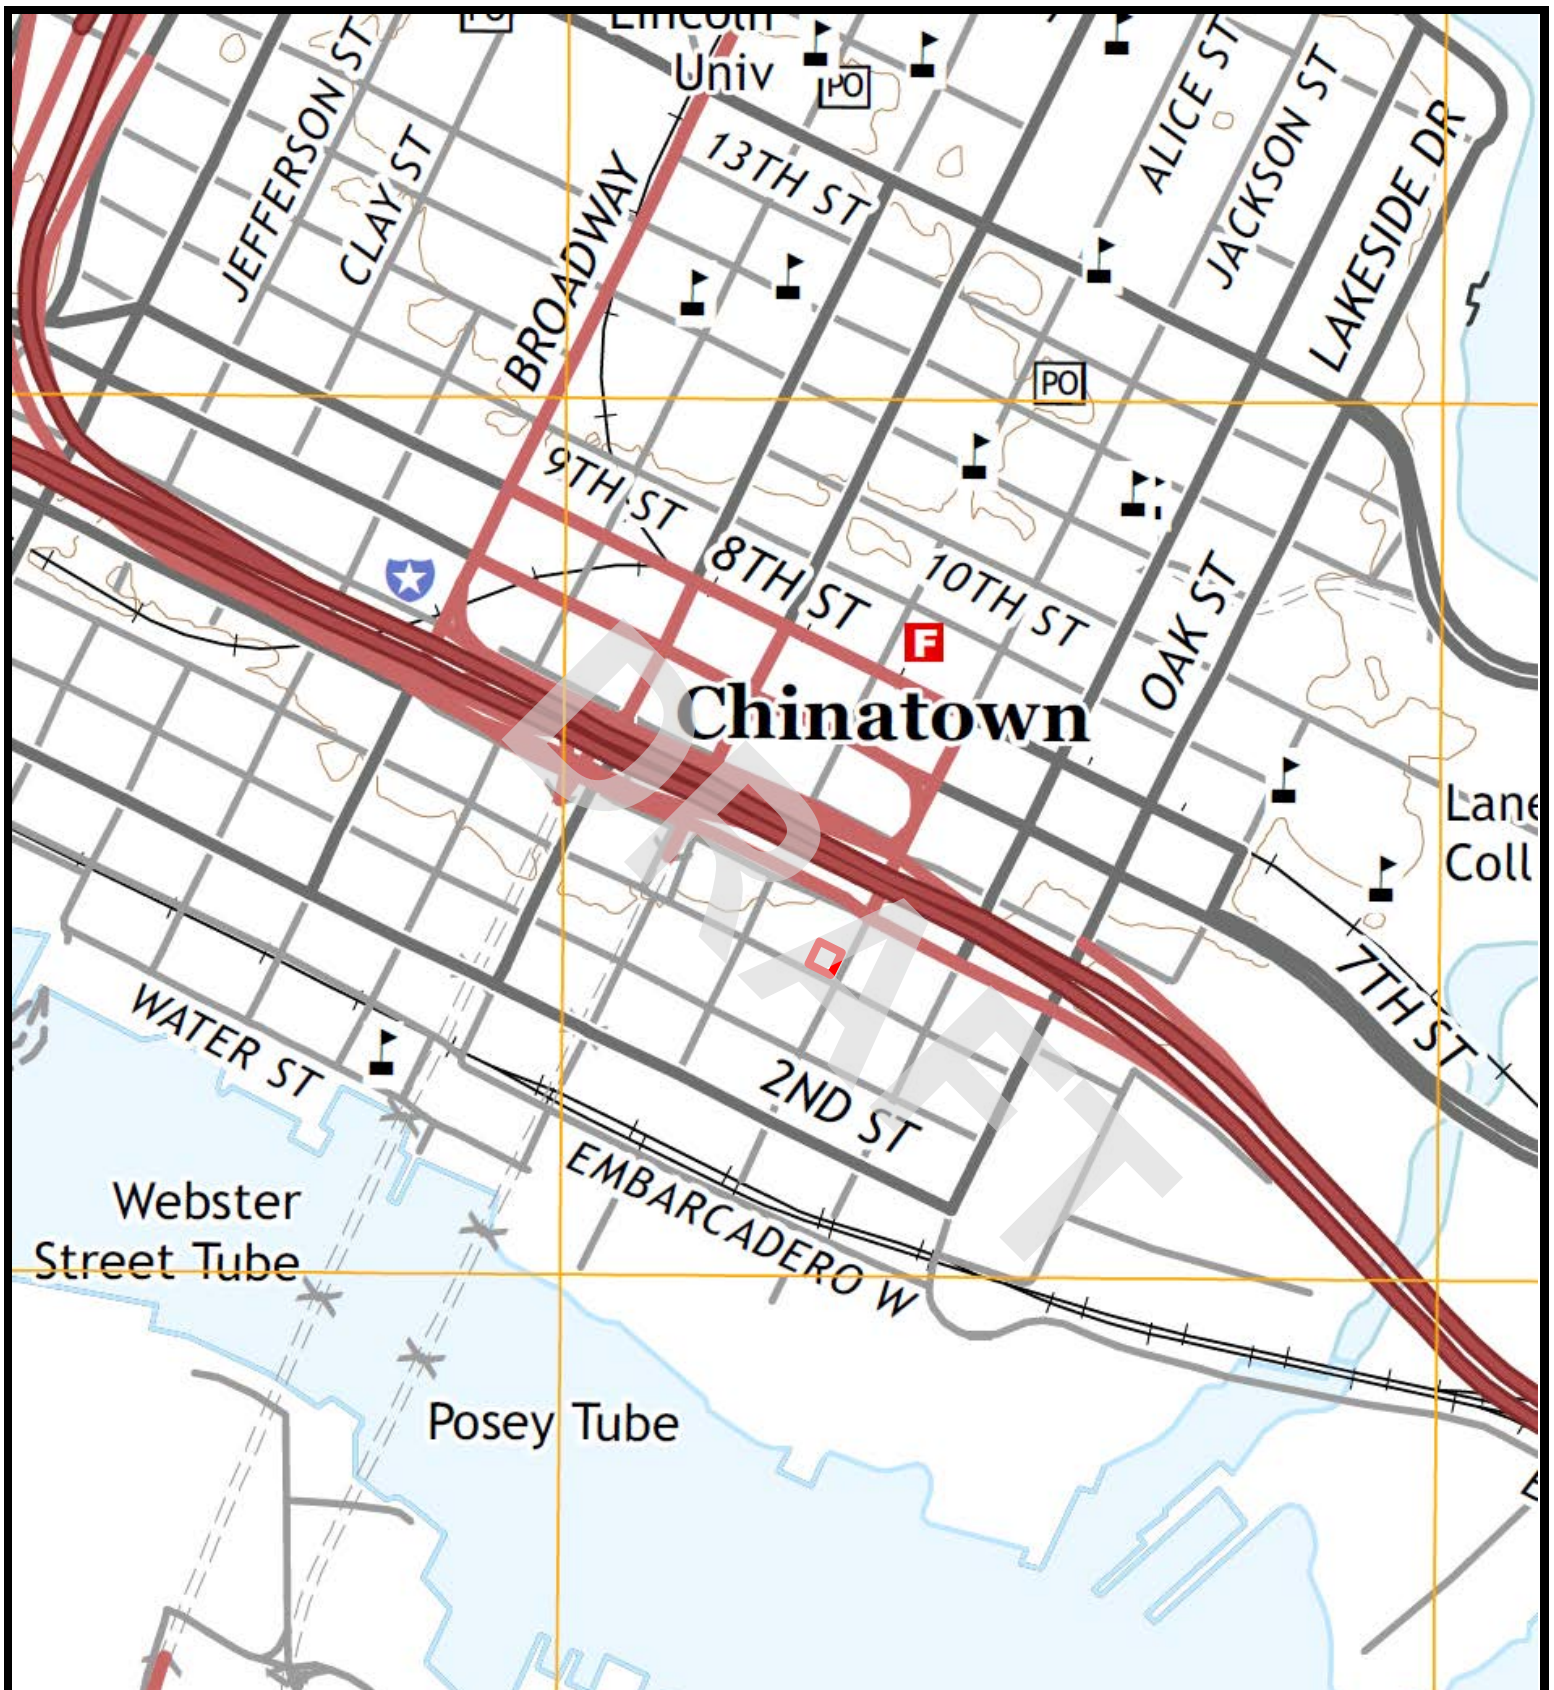 PO
Lincoln
Univ
PO
JEFFERSON ST
CLAY ST
BROADWAY
13TH ST
ALICE ST
JACKSON ST
LAKESIDE DR
PO
9TH ST
8TH ST
10TH ST
OAK ST
F
Chinatown
DRAFT
Lane
Coll
7TH ST
WATER ST
2ND ST
EMBARCADERO W
Webster
Street Tube
Posey Tube